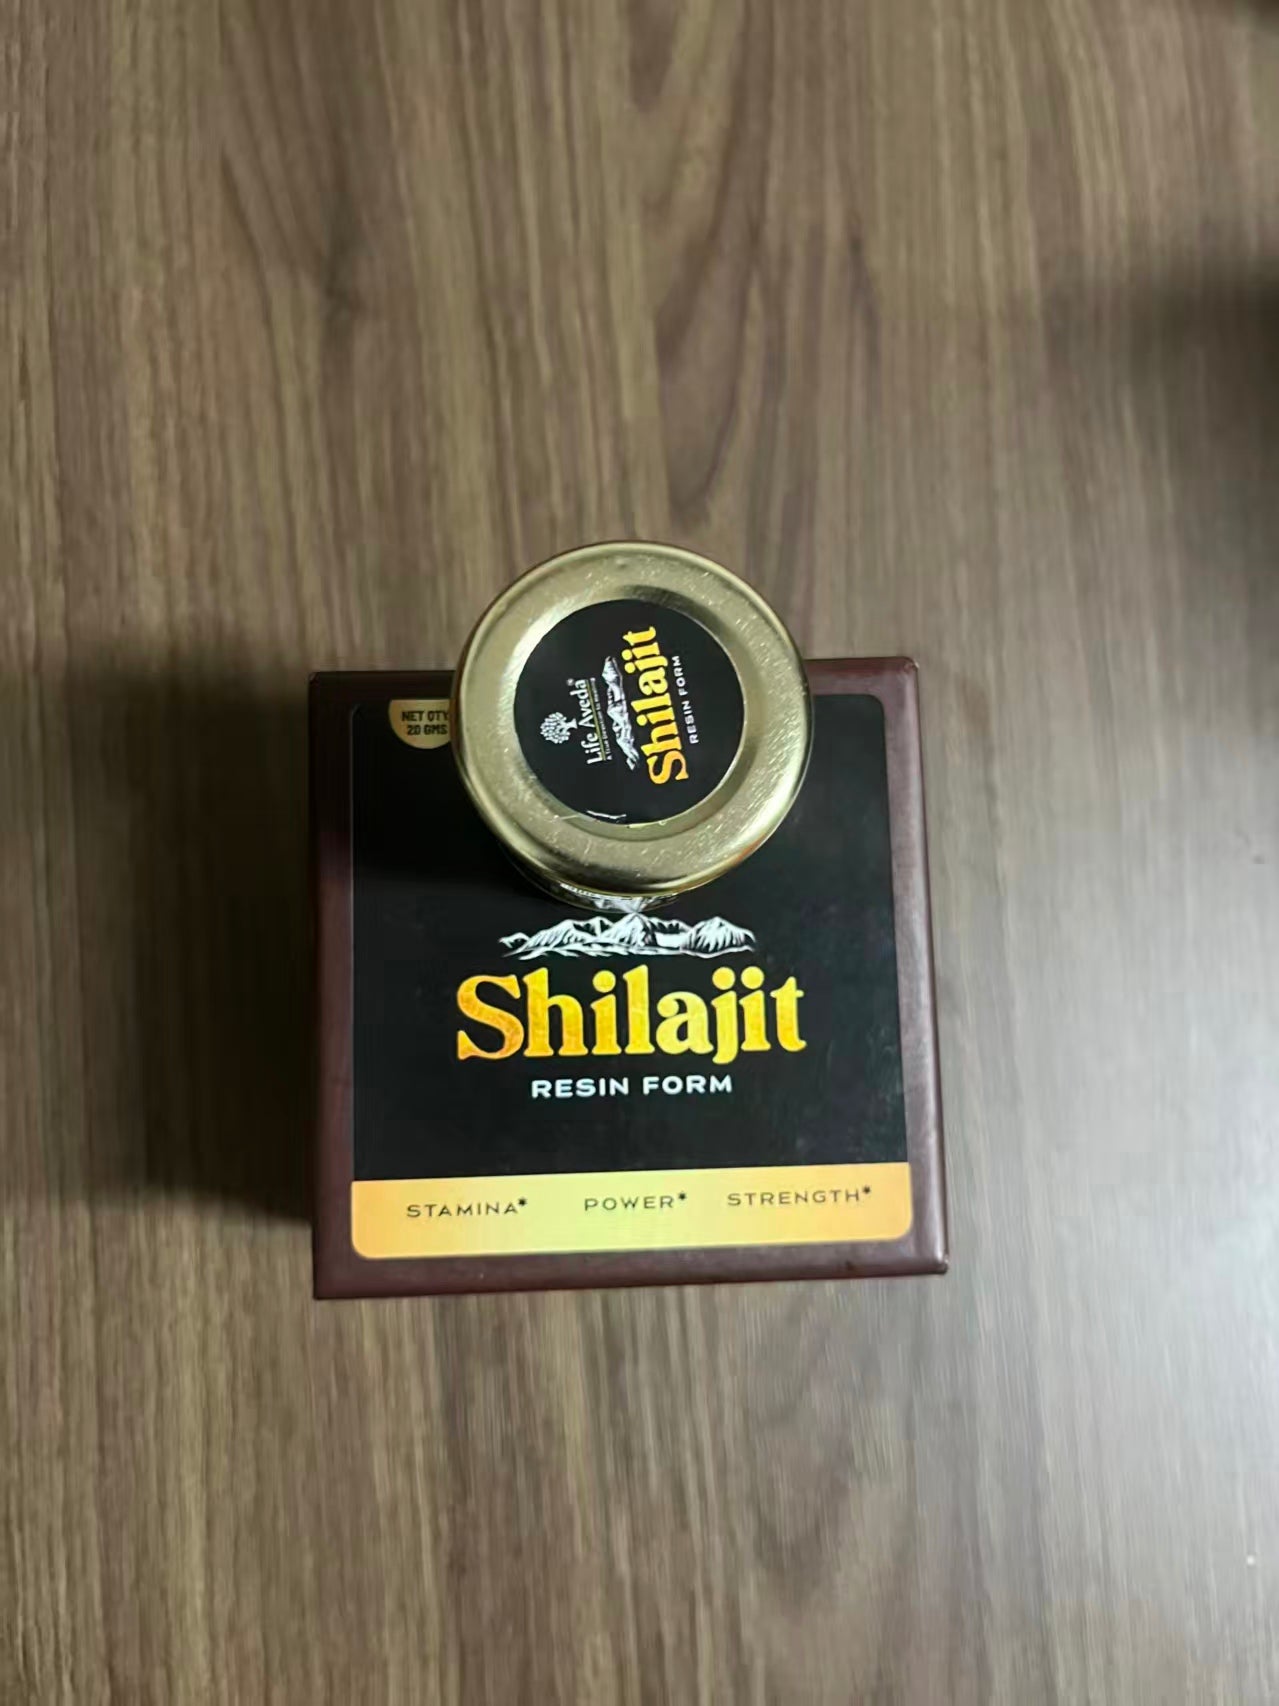 Life Aveda
Shilajit
RESIN FORM
NET QTY
20 GMS
Shilajit
RESIN FORM
STAMINA* POWER* STRENGTH*